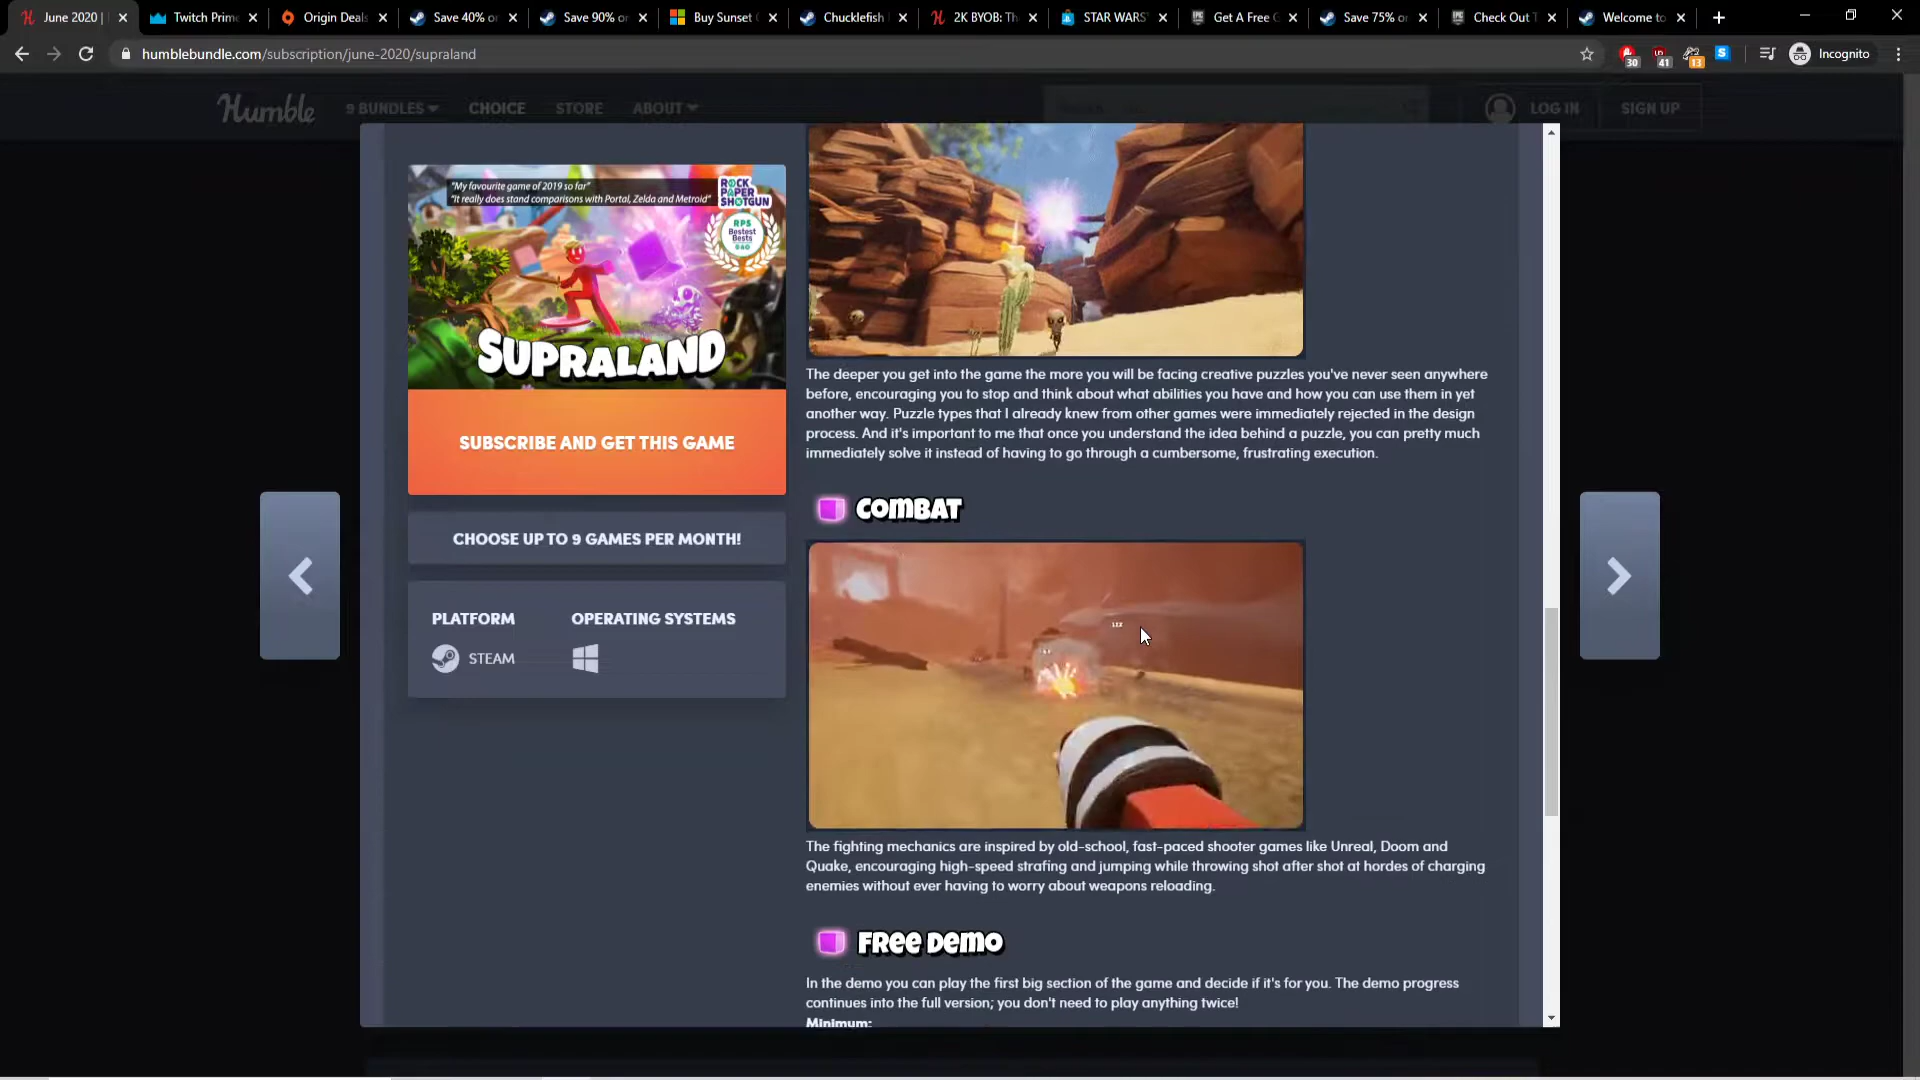 June 2020 |
Twitch Prime
Origin Deals
Save 40% o
Save 90% o
Buy Sunset
Chucklefish
2K BYOB: Th
STAR WARS
Get A Free G
Save 75% o
Check Out T
Welcome to
humblebundle.com/subscription/june-2020/supraland
30
41
13
Incognito
Humble
9 BUNDLES
CHOICE
STORE
ABOUT
LOG IN
SIGN UP
"My favourite game of 2019 so far"
"It really does stand comparisons with Portal, Zelda and Metroid"
ROCK
PAPER
SHOTGUN
RPS
Bestest
Bests
SUPRALAND
SUBSCRIBE AND GET THIS GAME
CHOOSE UP TO 9 GAMES PER MONTH!
PLATFORM
OPERATING SYSTEMS
STEAM
The deeper you get into the game the more you will be facing creative puzzles you've never seen anywhere
before, encouraging you to stop and think about what abilities you have and how you can use them in yet
another way. Puzzle types that I already knew from other games were immediately rejected in the design
process. And it's important to me that once you understand the idea behind a puzzle, you can pretty much
immediately solve it instead of having to go through a cumbersome, frustrating execution.
COMBAT
The fighting mechanics are inspired by old-school, fast-paced shooter games like Unreal, Doom and
Quake, encouraging high-speed strafing and jumping while throwing shot after shot at hordes of charging
enemies without ever having to worry about weapons reloading.
FREE DEMO
In the demo you can play the first big section of the game and decide if it's for you. The demo progress
continues into the full version; you don't need to play anything twice!
Minimum: